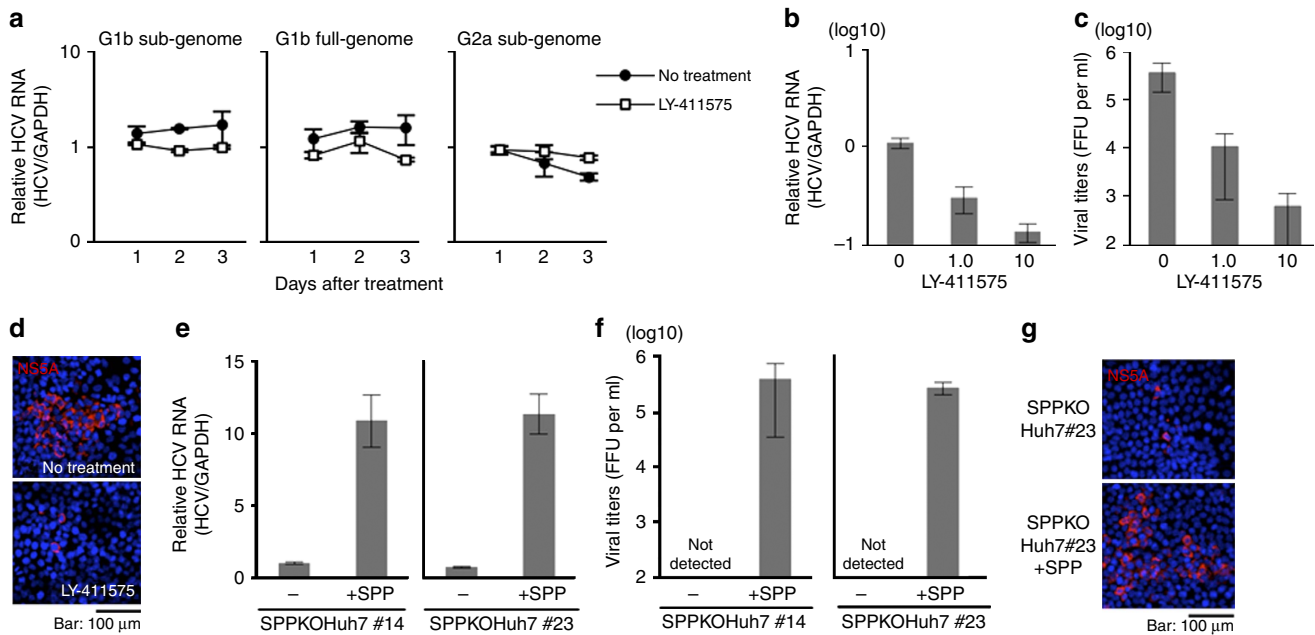 a
G1b sub-genome
G1b full-genome
G2a sub-genome
Relative HCV RNA
(HCV/GAPDH)
10
1
0
No treatment
LY-411575
1 2 3
1 2 3
1 2 3
Days after treatment
b
(log10)
Relative HCV RNA
(HCV/GAPDH)
1
0
–1
0 1.0 10
LY-411575
c
(log10)
Viral titers (FFU per ml)
6
5
4
3
2
0 1.0 10
LY-411575
d
NS5A
No treatment
LY-411575
Bar: 100 μm
e
Relative HCV RNA
(HCV/GAPDH)
15
10
5
0
– +SPP
SPPKOHuh7 #14
– +SPP
SPPKOHuh7 #23
f
(log10)
Viral titers (FFU per ml)
6
5
4
3
2
Not
detected
– +SPP
SPPKOHuh7 #14
Not
detected
– +SPP
SPPKOHuh7 #23
g
NS5A
SPPKO
Huh7#23
SPPKO
Huh7#23
+SPP
Bar: 100 μm